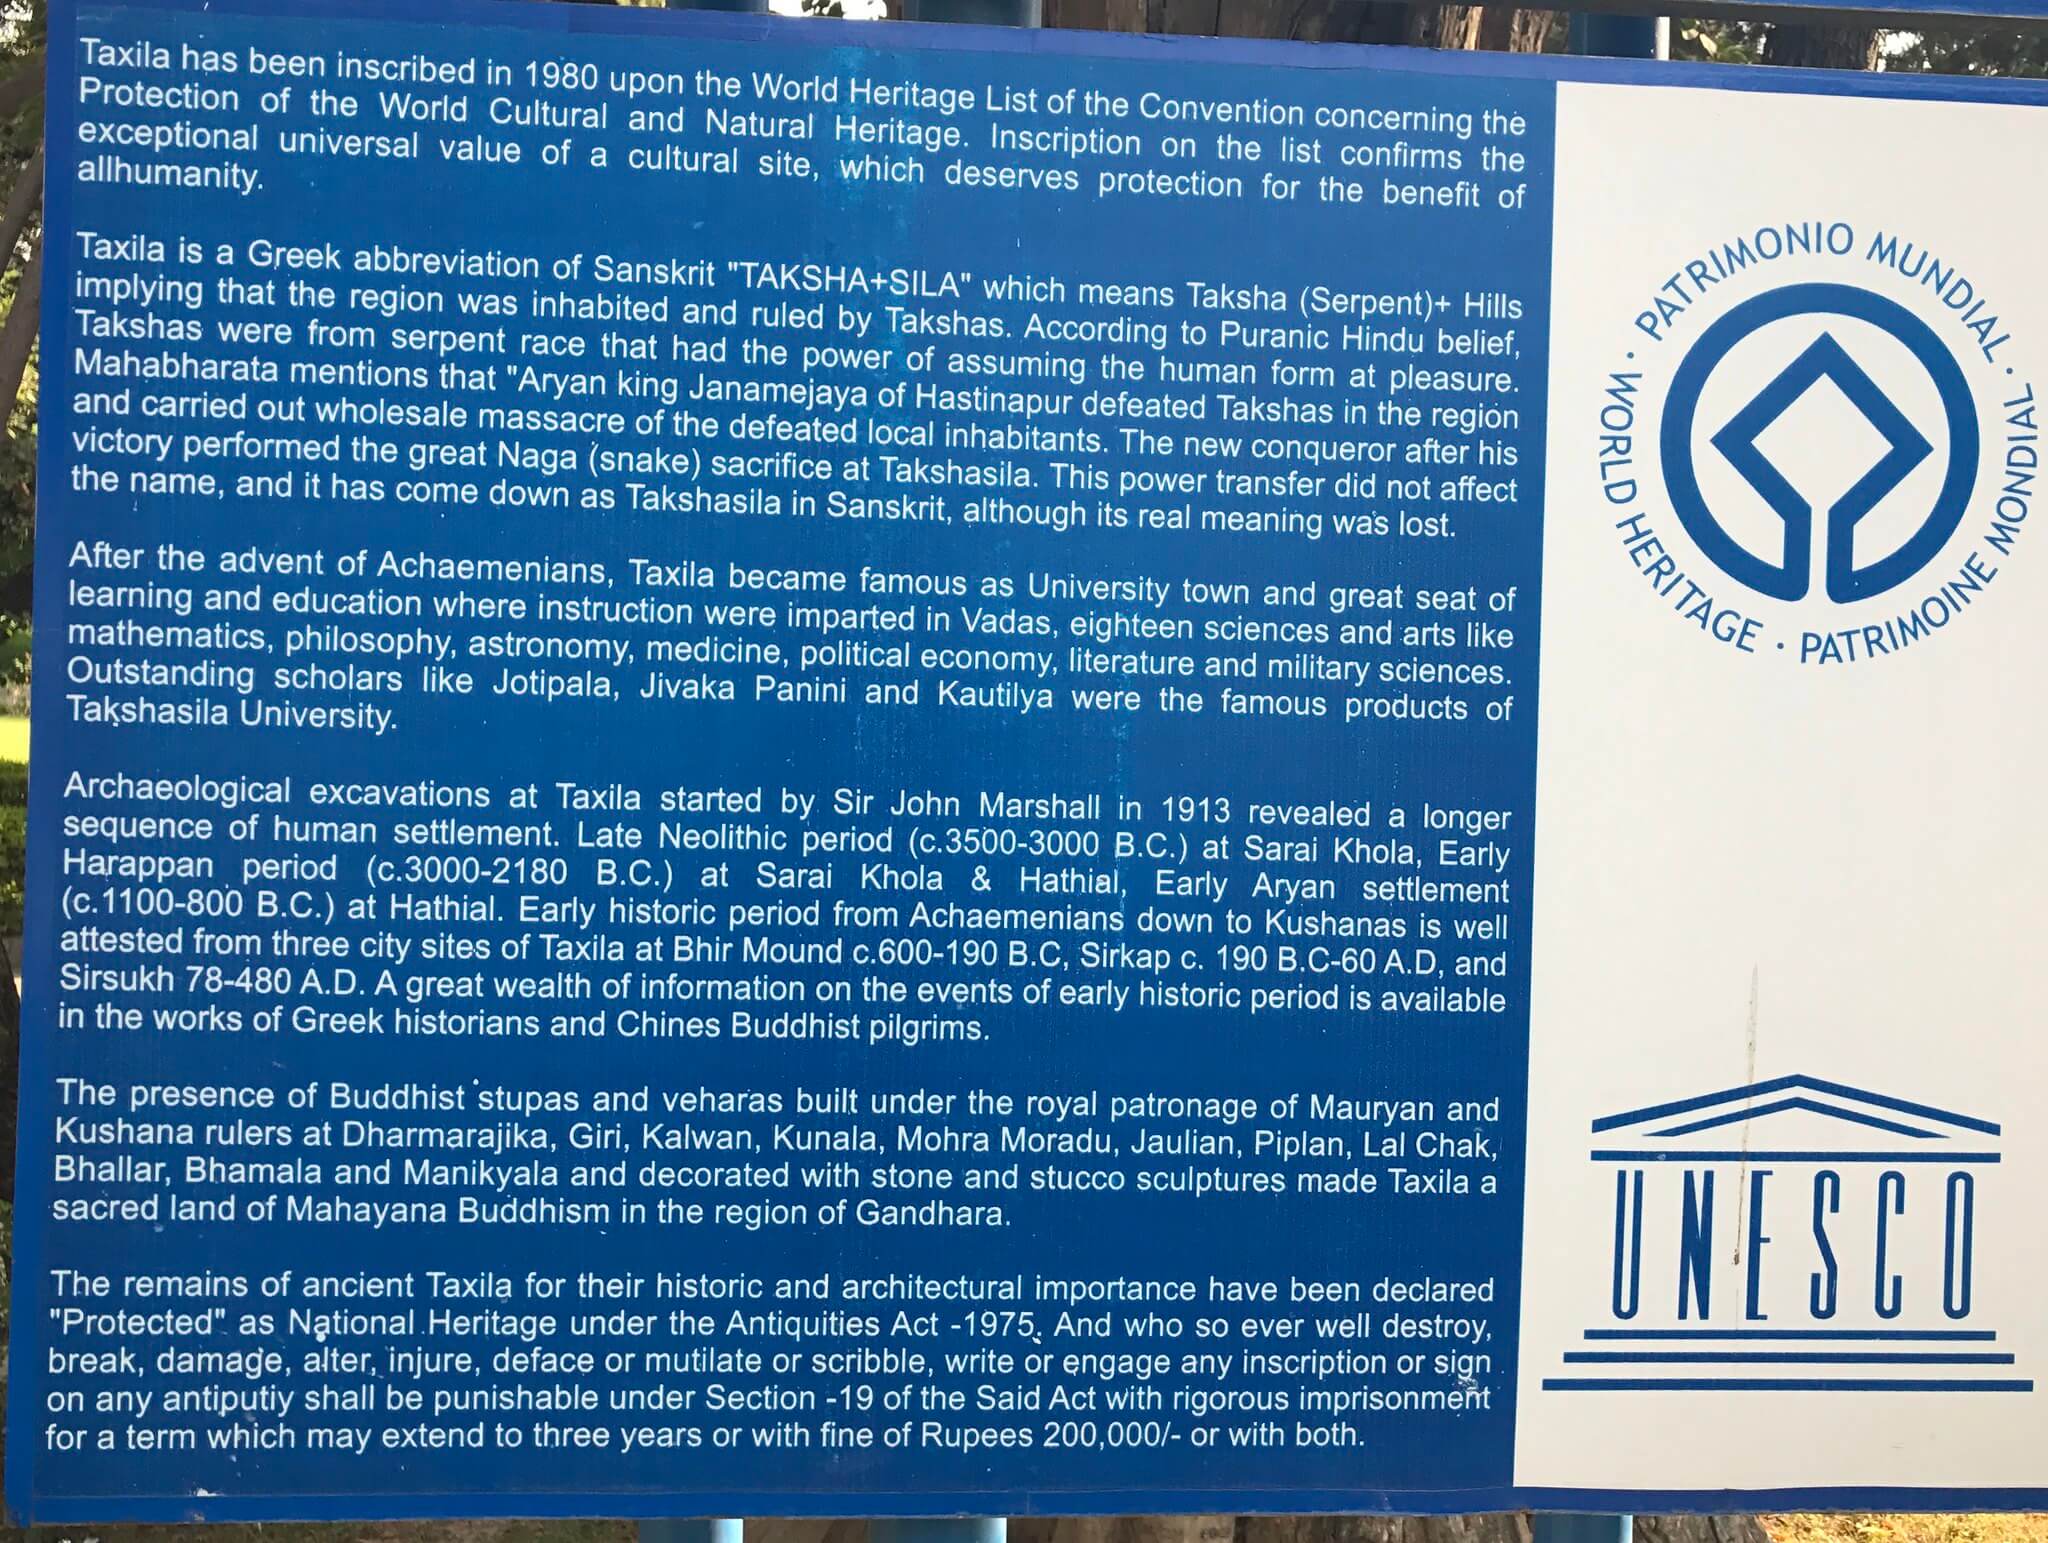 Taxila has been inscribed in 1980 upon the World Heritage List of the Convention concerning the
Protection of the World Cultural and Natural Heritage. Inscription on the list confirms the
exceptional universal value of a cultural site, which deserves protection for the benefit of
allhumanity.
Taxila is a Greek abbreviation of Sanskrit "TAKSHA+SILA" which means Taksha (Serpent)+ Hills
implying that the region was inhabited and ruled by Takshas. According to Puranic Hindu belief,
Takshas were from serpent race that had the power of assuming the human form at pleasure.
Mahabharata mentions that "Aryan king Janamejaya of Hastinapur defeated Takshas in the region
and carried out wholesale massacre of the defeated local inhabitants. The new conqueror after his
victory performed the great Naga (snake) sacrifice at Takshasila. This power transfer did not affect
the name, and it has come down as Takshasila in Sanskrit, although its real meaning was lost.
After the advent of Achaemenians, Taxila became famous as University town and great seat of
learning and education where instruction were imparted in Vadas, eighteen sciences and arts like
mathematics, philosophy, astronomy, medicine, political economy, literature and military sciences.
Outstanding scholars like Jotipala, Jivaka Panini and Kautilya were the famous products of
Takshasila University.
Archaeological excavations at Taxila started by Sir John Marshall in 1913 revealed a longer
sequence of human settlement. Late Neolithic period (c.3500-3000 B.C.) at Sarai Khola, Early
Harappan period (c.3000-2180 B.C.) at Sarai Khola & Hathial, Early Aryan settlement
(c.1100-800 B.C.) at Hathial. Early historic period from Achaemenians down to Kushanas is well
attested from three city sites of Taxila at Bhir Mound c.600-190 B.C, Sirkap c. 190 B.C-60 A.D, and
Sirsukh 78-480 A.D. A great wealth of information on the events of early historic period is available
in the works of Greek historians and Chines Buddhist pilgrims.
The presence of Buddhist stupas and veharas built under the royal patronage of Mauryan and
Kushana rulers at Dharmarajika, Giri, Kalwan, Kunala, Mohra Moradu, Jaulian, Piplan, Lal Chak,
Bhallar, Bhamala and Manikyala and decorated with stone and stucco sculptures made Taxila a
sacred land of Mahayana Buddhism in the region of Gandhara.
The remains of ancient Taxila for their historic and architectural importance have been declared
"Protected" as National Heritage under the Antiquities Act -1975. And who so ever well destroy,
break, damage, alter, injure, deface or mutilate or scribble, write or engage any inscription or sign
on any antiputiy shall be punishable under Section -19 of the Said Act with rigorous imprisonment
for a term which may extend to three years or with fine of Rupees 200,000/- or with both.
WORLD HERITAGE · PATRIMONIO MUNDIAL · PATRIMOINE MONDIAL ·
UNESCO